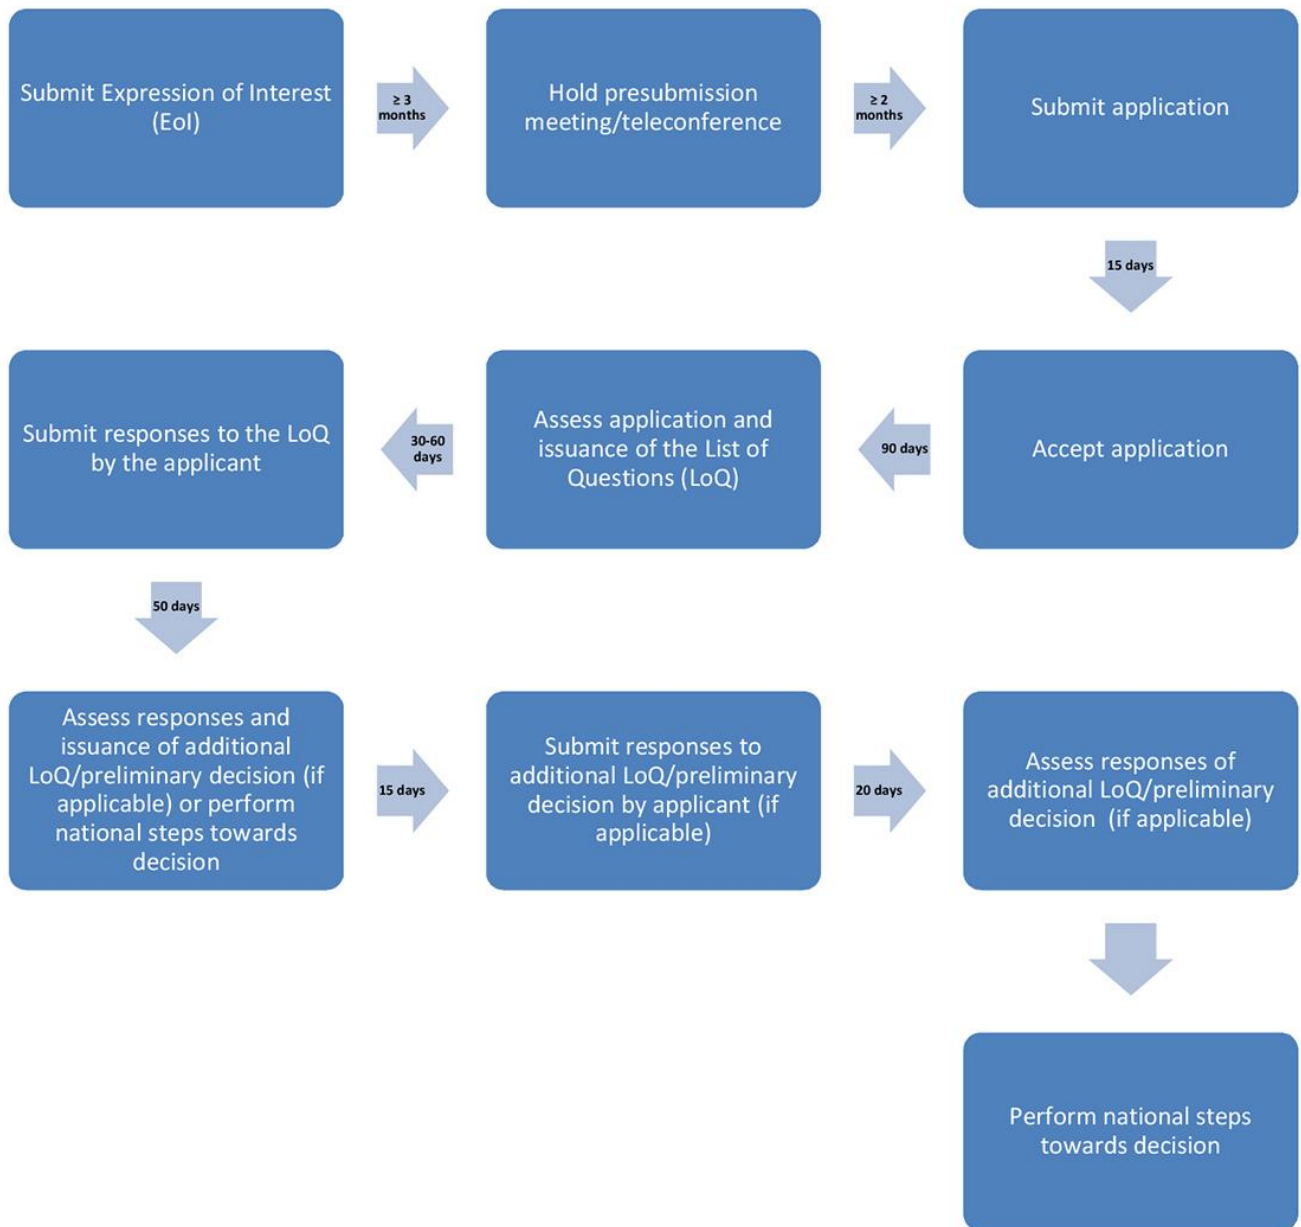 Submit Expression of Interest
(EoI)
≥ 3
months
Hold presubmission
meeting/teleconference
≥ 2
months
Submit application
15 days
Accept application
90 days
Assess application and
issuance of the List of
Questions (LoQ)
30-60
days
Submit responses to the LoQ
by the applicant
50 days
Assess responses and
issuance of additional
LoQ/preliminary decision (if
applicable) or perform
national steps towards
decision
15 days
Submit responses to
additional LoQ/preliminary
decision by applicant (if
applicable)
20 days
Assess responses of
additional LoQ/preliminary
decision (if applicable)
Perform national steps
towards decision